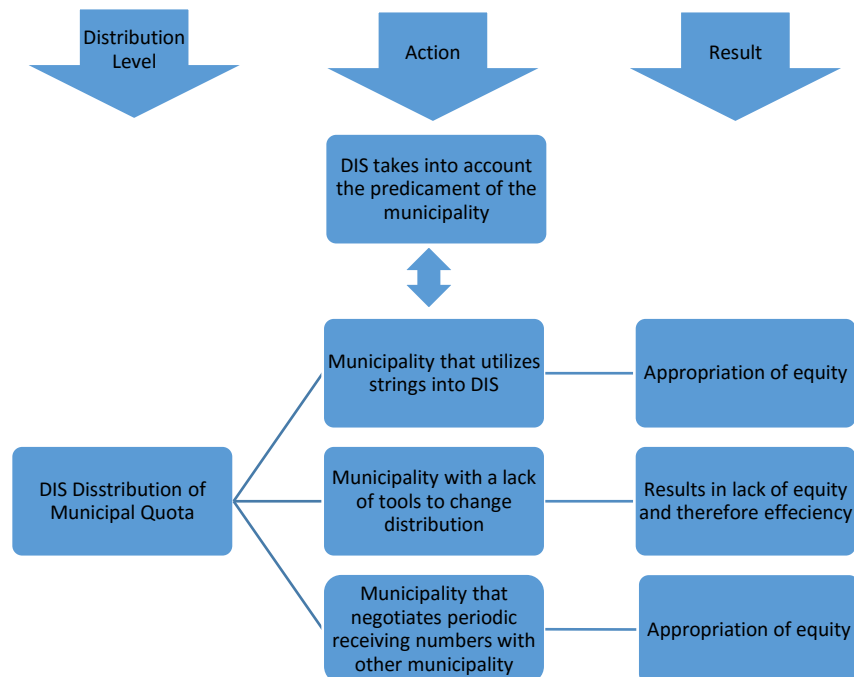 Distribution
Level
Action
Result
DIS takes into account
the predicament of the
municipality
Municipality that utilizes
strings into DIS
Appropriation of equity
DIS Disstribution of
Municipal Quota
Municipality with a lack
of tools to change
distribution
Results in lack of equity
and therefore effeciency
Municipality that
negotiates periodic
receiving numbers with
other municipality
Appropriation of equity